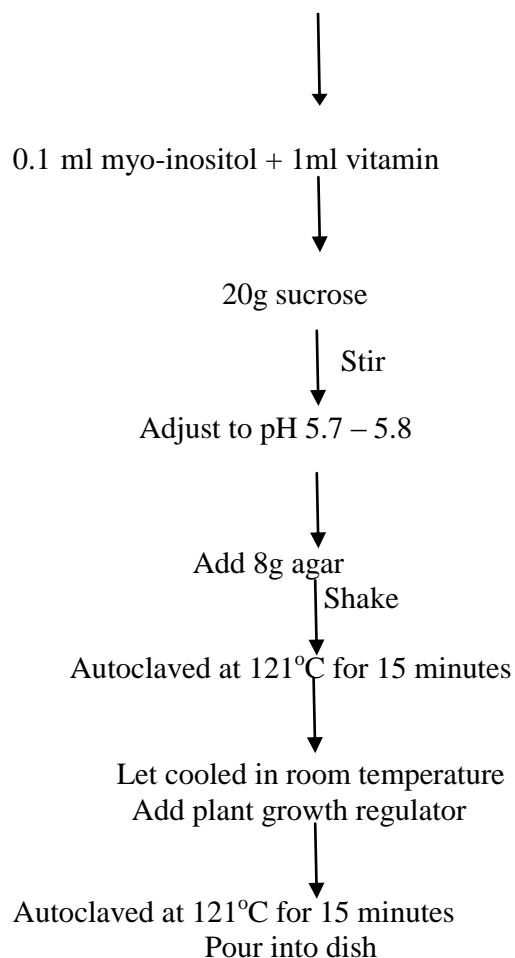 0.1 ml myo-inositol + 1ml vitamin
20g sucrose
Stir
Adjust to pH 5.7 – 5.8
Add 8g agar
Shake
Autoclaved at 121°C for 15 minutes
Let cooled in room temperature
Add plant growth regulator
Autoclaved at 121°C for 15 minutes
Pour into dish